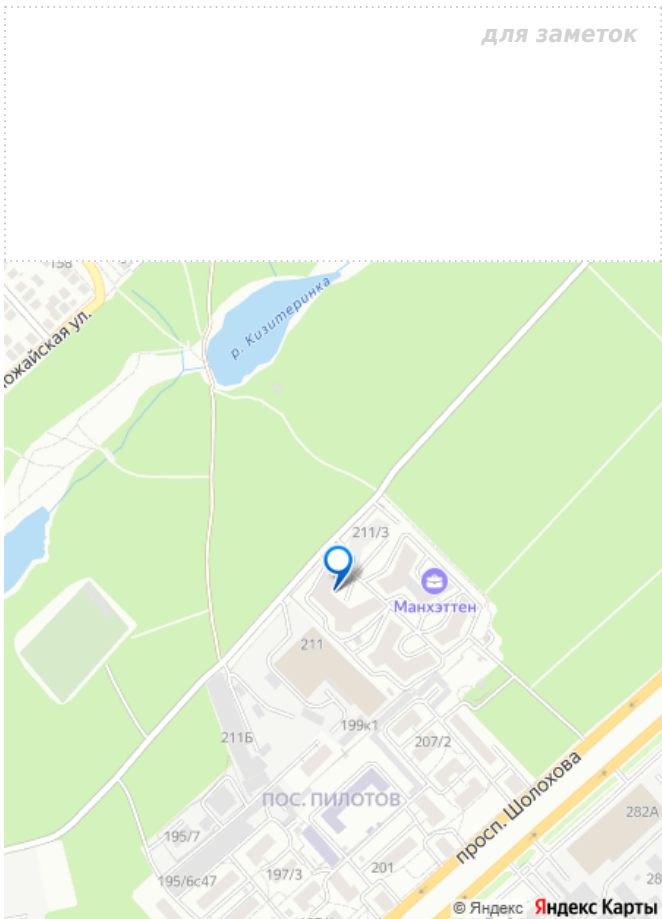 для заметок
158
ожайская ул.
р. Кизитеринка
211/3
Манхэттен
211
199к1
211Б
207/2
ПОС. ПИЛОТОВ
просп. Шолохова
282А
195/7
201
197/3
195/6с47
28
© Яндекс Яндекс Карты